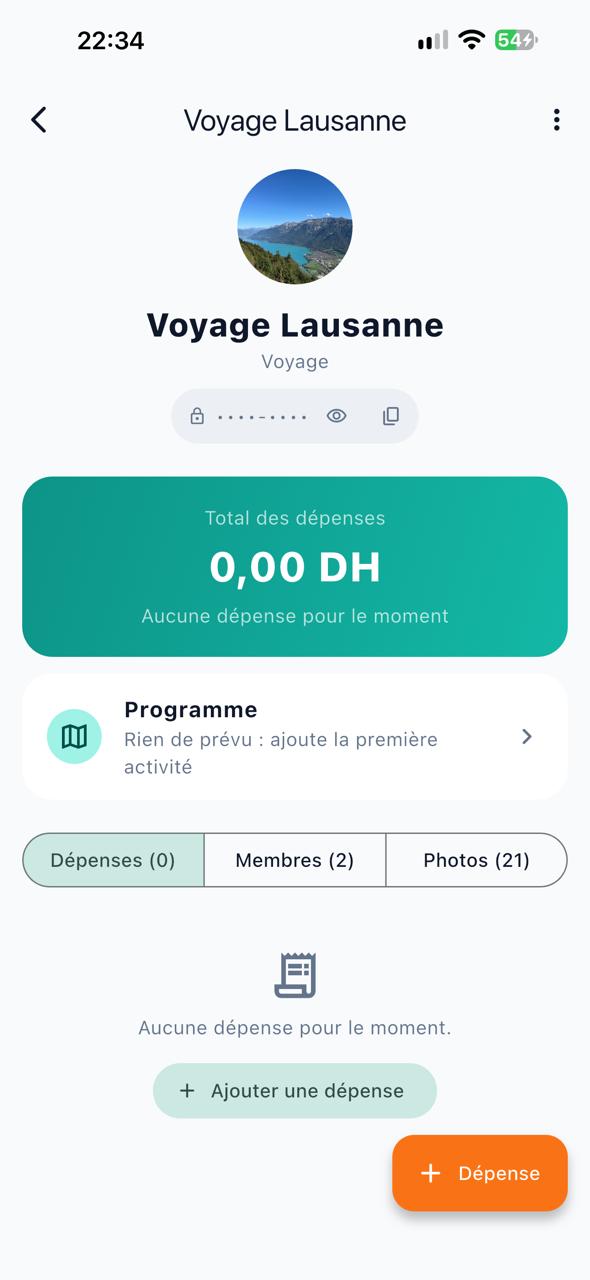 22:34
54
Voyage Lausanne
Voyage Lausanne
Voyage
••••-••••
Total des dépenses
0,00 DH
Aucune dépense pour le moment
Programme
Rien de prévu : ajoute la première
activité
Dépenses (0)
Membres (2)
Photos (21)
Aucune dépense pour le moment.
+ Ajouter une dépense
+ Dépense